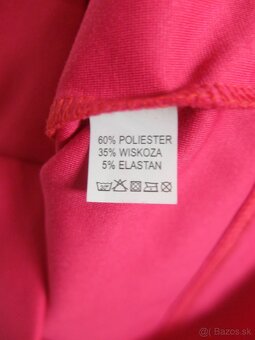 60% POLIESTER
35% WISKOZA
5% ELASTAN
Bazos.sk